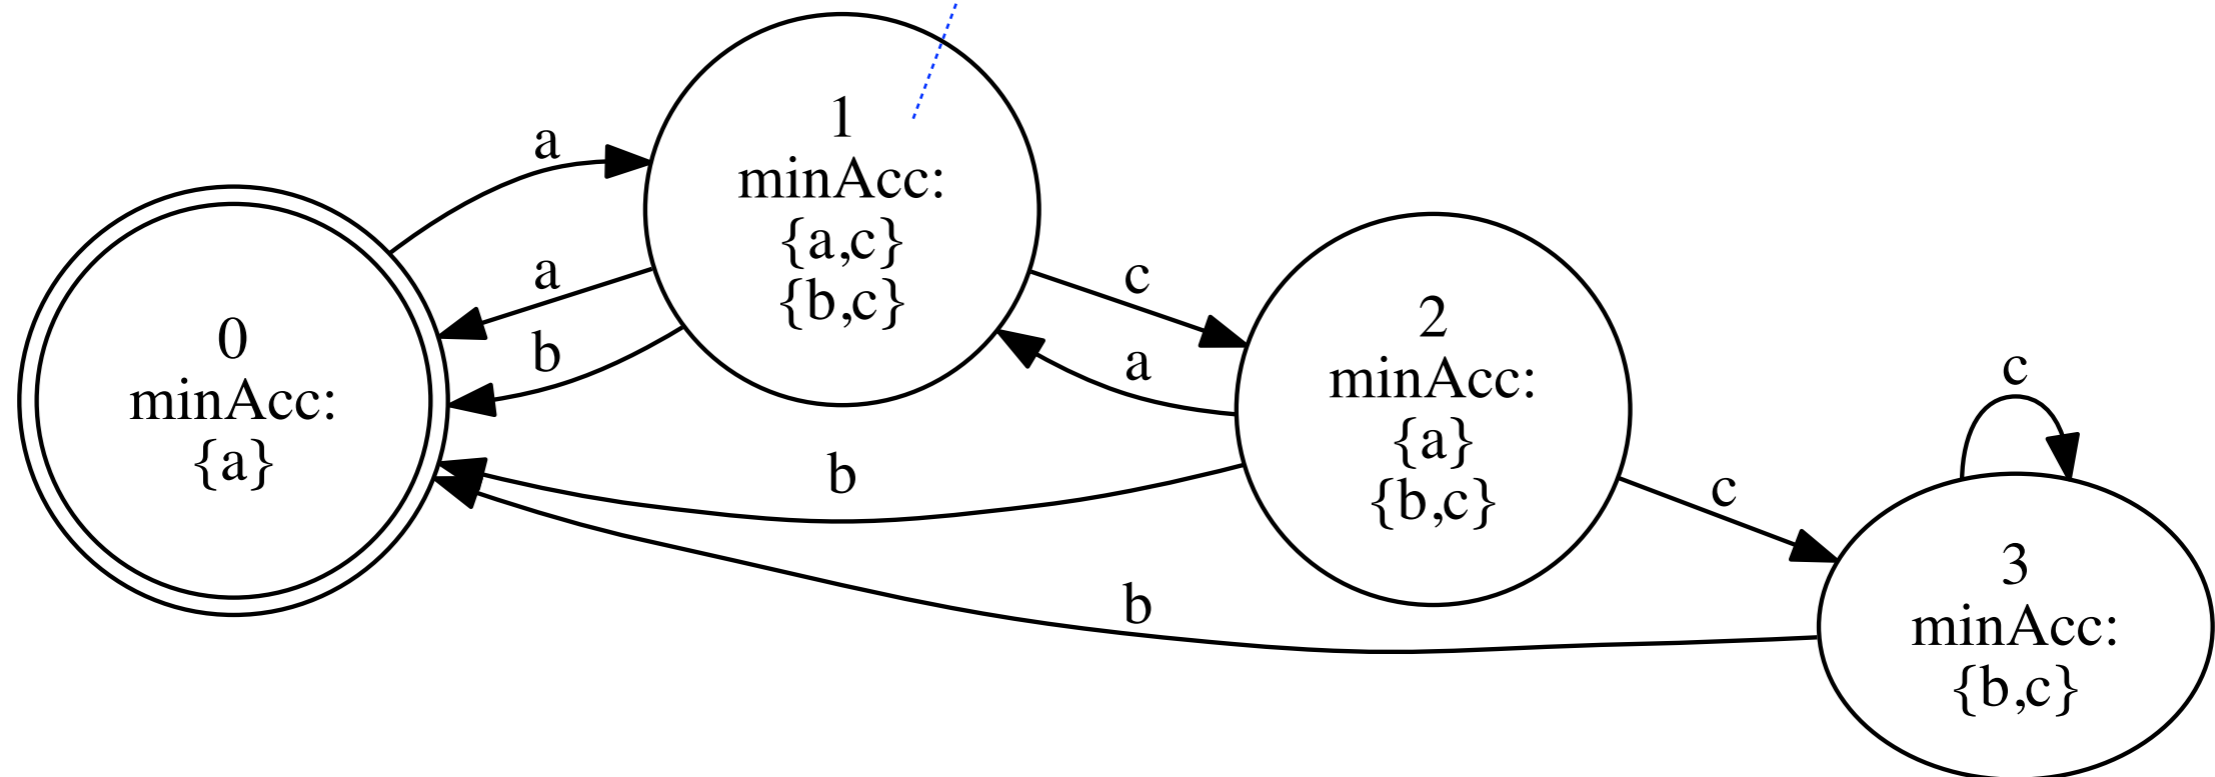 a
1
minAcc:
{a,c}
{b,c}
a
b
0
minAcc:
{a}
c
a
2
minAcc:
{a}
{b,c}
b
c
c
3
minAcc:
{b,c}
b